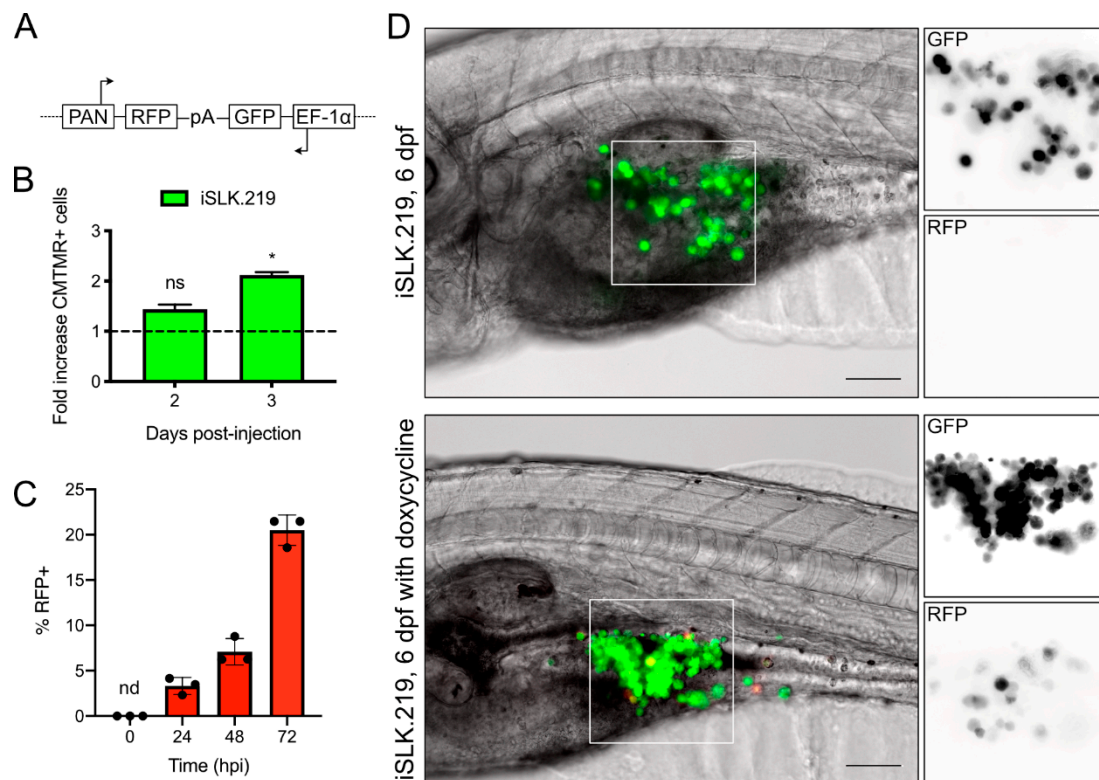 A
PAN RFP pA GFP EF-1α
B
iSLK.219
Fold increase CMTMR+ cells
3
2
1
0
ns
*
2 3
Days post-injection
C
% RFP+
25
20
15
10
5
0
nd
0 24 48 72
Time (hpi)
D
iSLK.219, 6 dpf
GFP
RFP
iSLK.219, 6 dpf with doxycycline
GFP
RFP